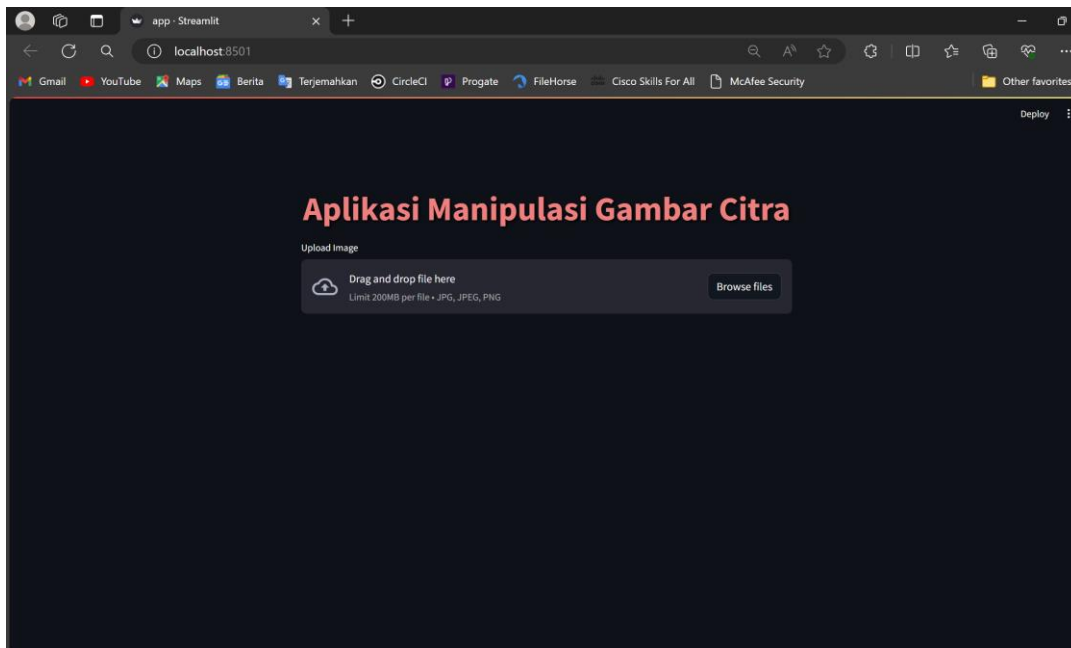 app · Streamlit
localhost:8501
Gmail YouTube Maps Berita Terjemahkan CircleCI Progate FileHorse Cisco Skills For All McAfee Security Other favorites
Deploy
Aplikasi Manipulasi Gambar Citra
Upload Image
Drag and drop file here
Limit 200MB per file • JPG, JPEG, PNG
Browse files